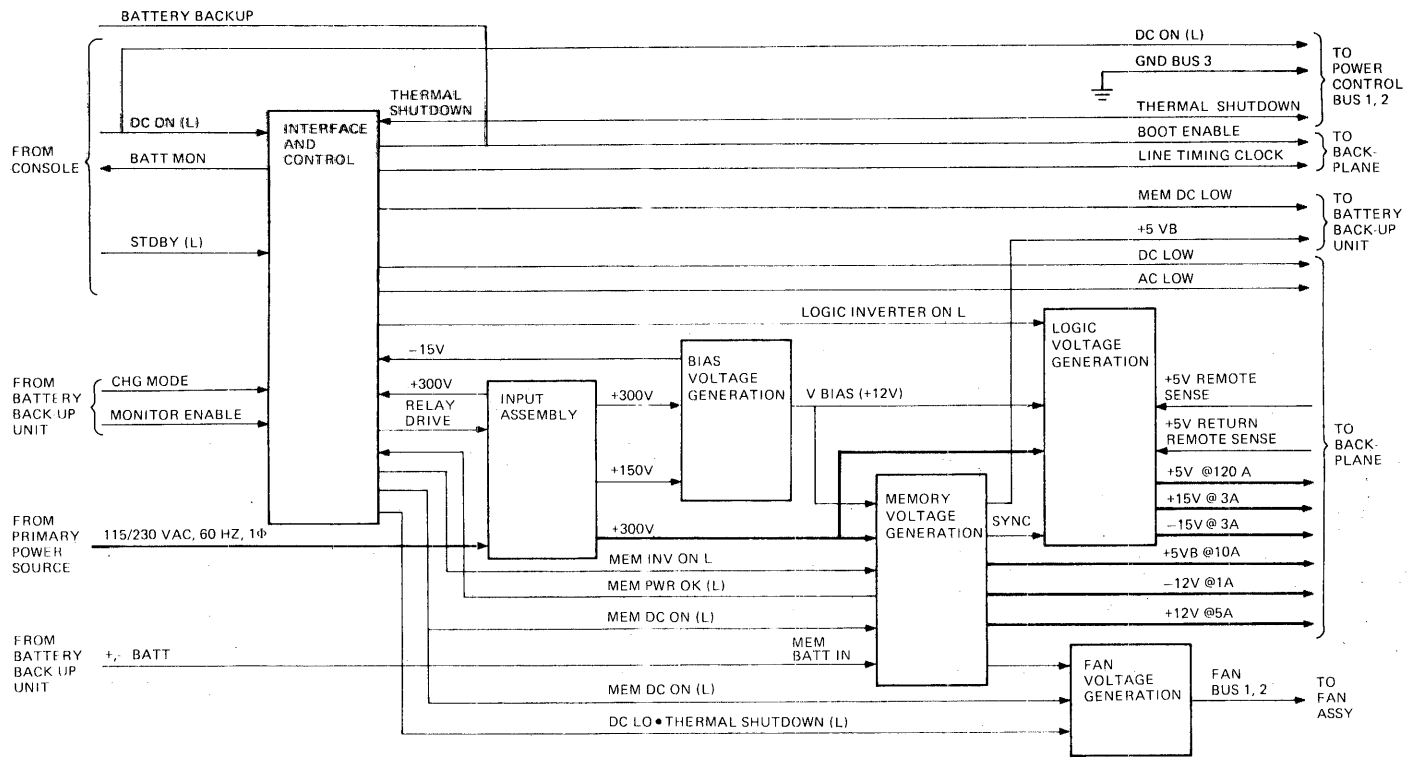 BATTERY BACKUP
DC ON (L)
GND BUS 3
TO
POWER
CONTROL
BUS 1, 2
THERMAL
SHUTDOWN
THERMAL SHUTDOWN
FROM
CONSOLE
DC ON (L)
BATT MON
STDBY (L)
INTERFACE
AND
CONTROL
BOOT ENABLE
LINE TIMING CLOCK
TO
BACK-
PLANE
MEM DC LOW
+5 VB
TO
BATTERY
BACK-UP
UNIT
DC LOW
AC LOW
LOGIC INVERTER ON L
LOGIC
VOLTAGE
GENERATION
−15V
BIAS
VOLTAGE
GENERATION
FROM
BATTERY
BACK-UP
UNIT
CHG MODE
MONITOR ENABLE
+300V
RELAY
DRIVE
INPUT
ASSEMBLY
+300V
+150V
+300V
V BIAS (+12V)
+5V REMOTE
SENSE
+5V RETURN
REMOTE SENSE
+5V @120 A
+15V @ 3A
−15V @ 3A
+5VB @10A
−12V @1A
+12V @5A
TO
BACK-
PLANE
MEMORY
VOLTAGE
GENERATION
SYNC
FROM
PRIMARY
POWER
SOURCE
115/230 VAC, 60 HZ, 1Φ
MEM INV ON L
MEM PWR OK (L)
MEM DC ON (L)
FROM
BATTERY
BACK UP
UNIT
+,- BATT
MEM
BATT IN
MEM DC ON (L)
DC LO • THERMAL SHUTDOWN (L)
FAN
VOLTAGE
GENERATION
FAN
BUS 1, 2
TO
FAN
ASSY